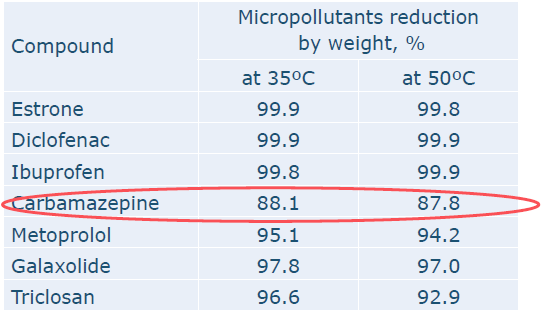 Compound Micropollutants reduction by weight, %
at 35ºC at 50ºC
Estrone 99.9 99.8
Diclofenac 99.9 99.9
Ibuprofen 99.8 99.9
Carbamazepine 88.1 87.8
Metoprolol 95.1 94.2
Galaxolide 97.8 97.0
Triclosan 96.6 92.9